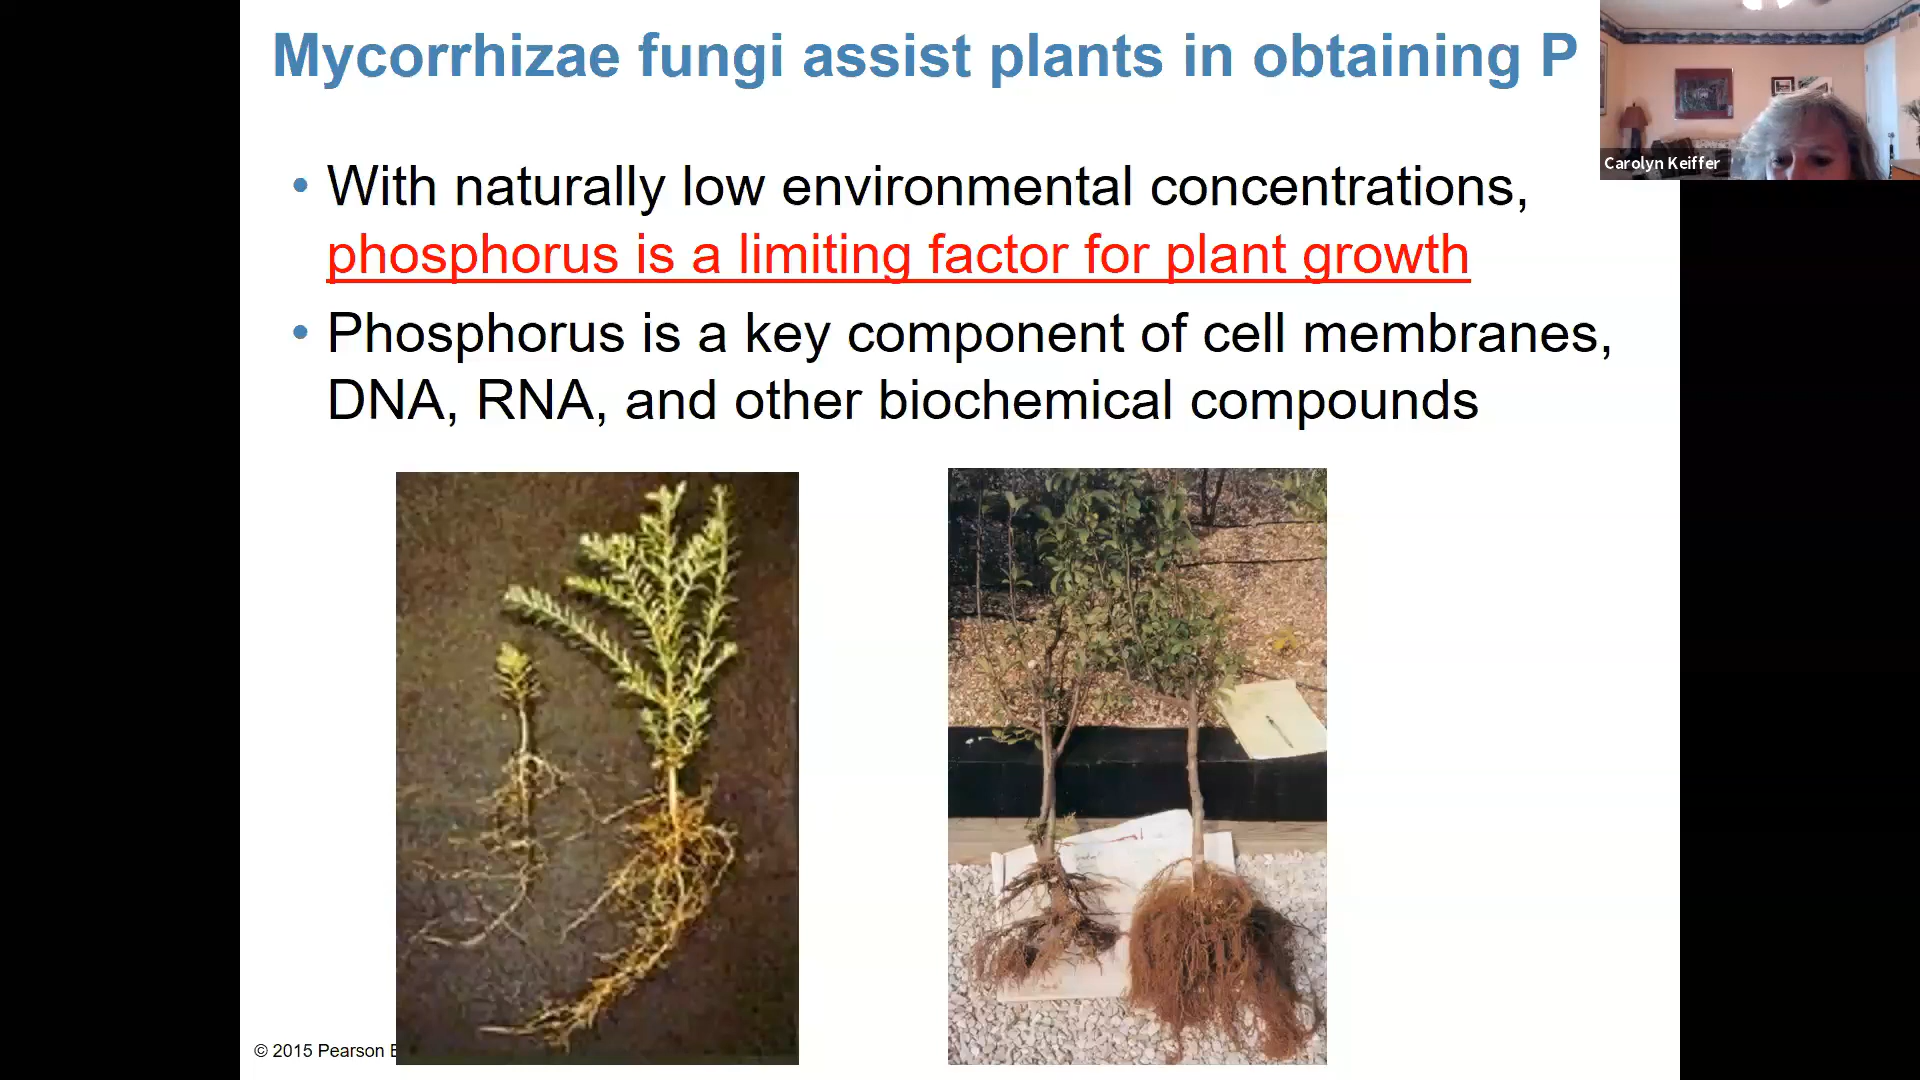 Mycorrhizae fungi assist plants in obtaining P
Carolyn Keiffer
• With naturally low environmental concentrations,
phosphorus is a limiting factor for plant growth
• Phosphorus is a key component of cell membranes,
DNA, RNA, and other biochemical compounds
© 2015 Pearson